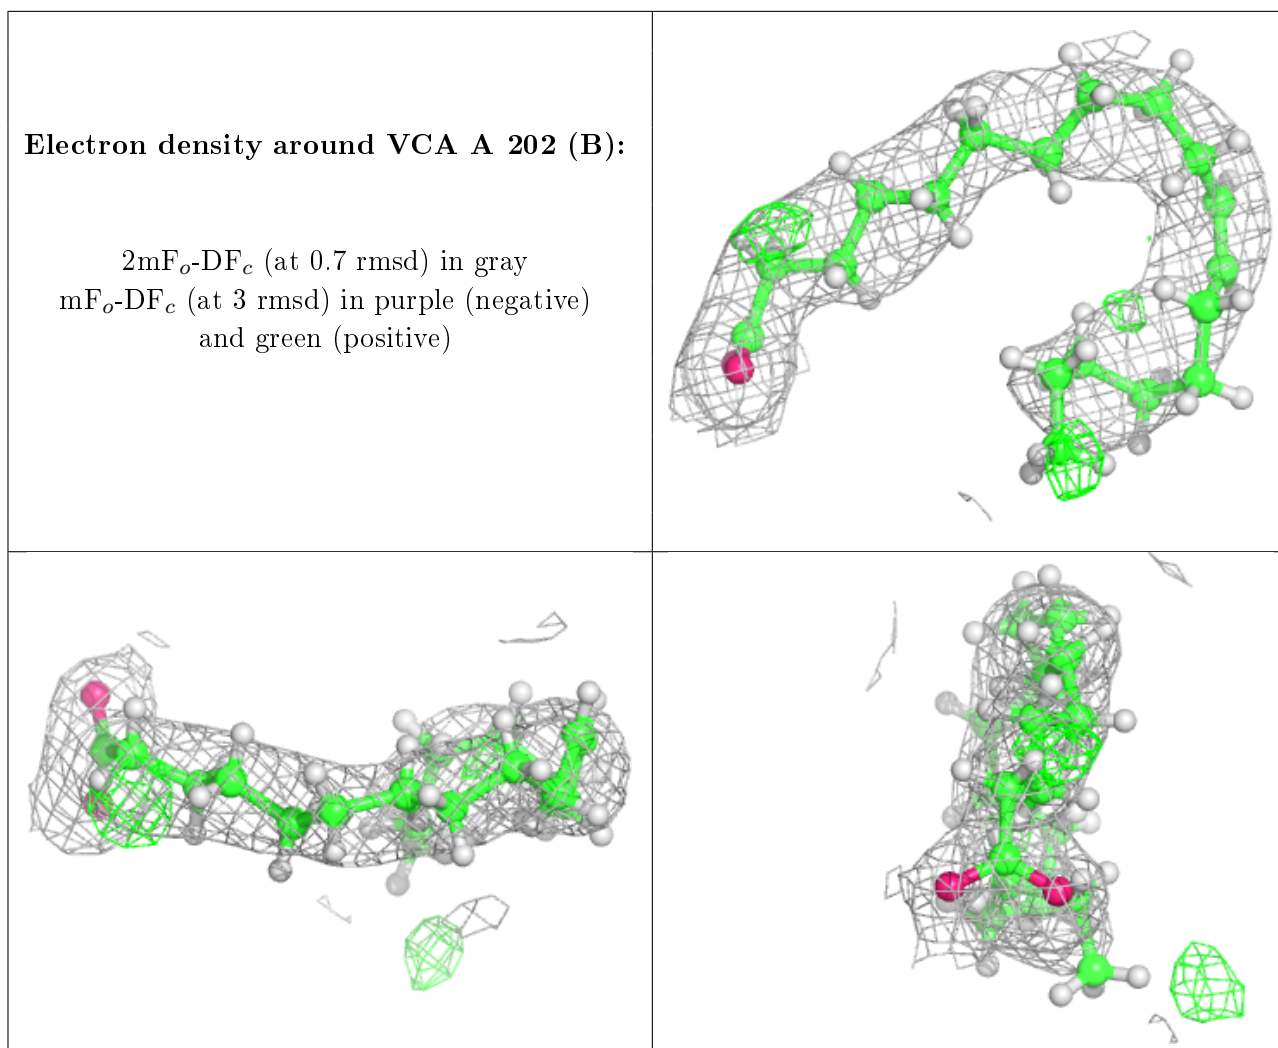 Electron density around VCA A 202 (B):
2mFₒ-DF𝒸 (at 0.7 rmsd) in gray
mFₒ-DF𝒸 (at 3 rmsd) in purple (negative)
and green (positive)